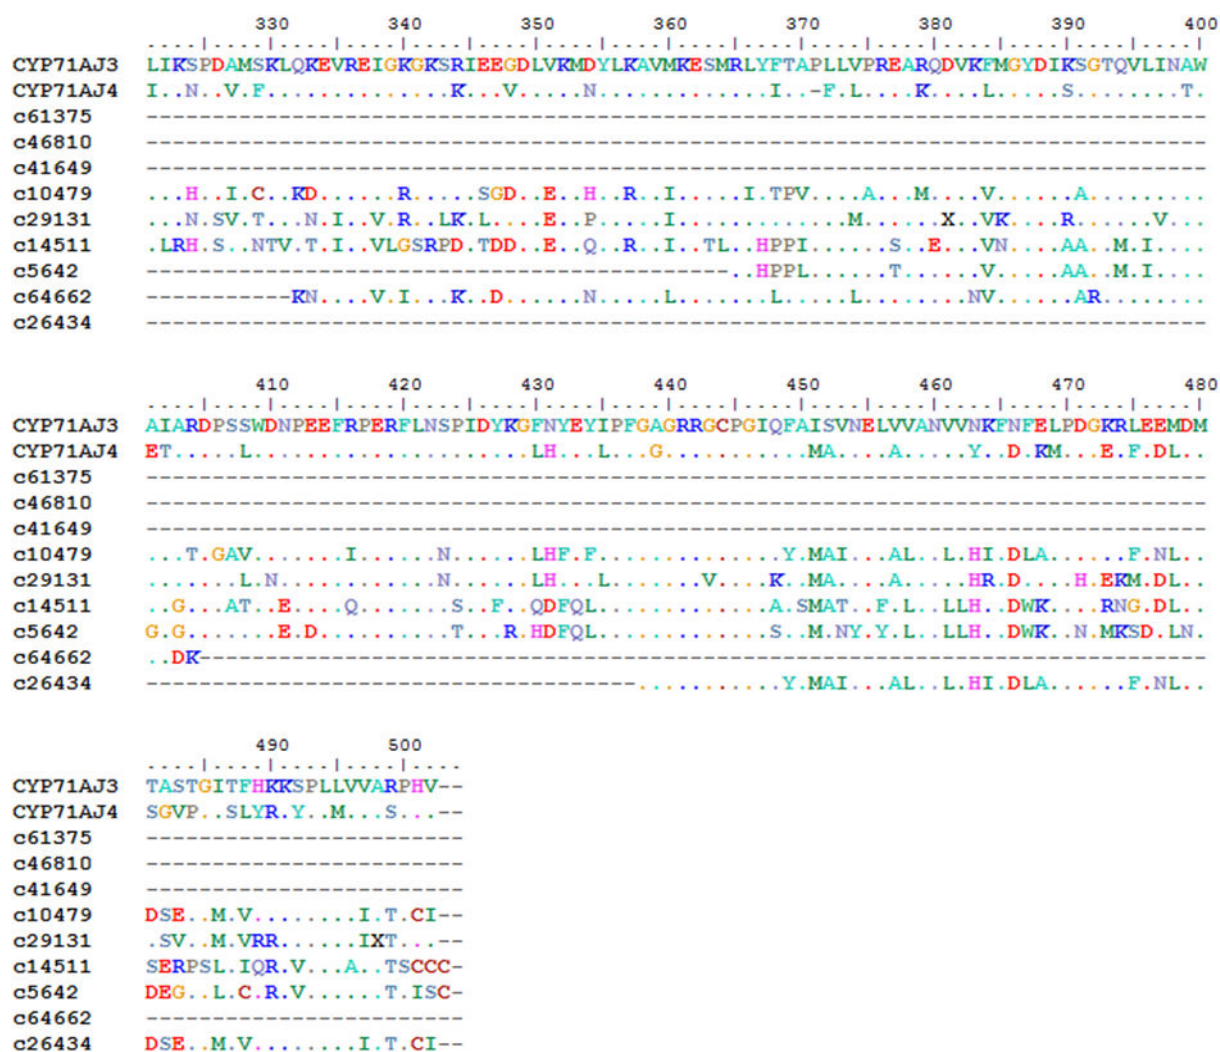 330 340 350 360 370 380 390 400
CYP71AJ3 LIKSPDAMSKLQKEVREIGKGKSRIEEGDLVKMDYLKAVMKESMRLYFTAPLLVPREARQDVKFMGYDIKSGTQVLINAW
CYP71AJ4 I..N..V.F..............K...V.....N.............I..-F.L....K....L.....S........T.
c61375 --------------------------------------------------------------------------------
c46810 --------------------------------------------------------------------------------
c41649 --------------------------------------------------------------------------------
c10479 ...H..I.C..KD......R.....SGD..E..H..R..I.....I.TPV....A...M....V......A.........
c29131 ...N.SV.T...N.I..V.R..LK.L....E..P.....I.............M......X..VK....R......V...
c14511 .LRH.S..NTV.T.I..VLGSRPD.TDD..E..Q..R..I..TL..HPPI......S..E...VN....AA..M.I....
c5642 --------------------------------------------..HPPL......T......V.....AA..M.I....
c64662 -----------KN....V.I...K..D......N.....L.........L...L........NV......AR........
c26434 --------------------------------------------------------------------------------
410 420 430 440 450 460 470 480
CYP71AJ3 AIARDPSSWDNPEEFRPERFLNSPIDYKGFNYEYIPFGAGRRGCPGIQFAISVNELVVANVVNKFNFELPDGKRLEEMDM
CYP71AJ4 ET.....L.....................LH...L...G...........MA....A.....Y..D.KM...E.F.DL..
c61375 --------------------------------------------------------------------------------
c46810 --------------------------------------------------------------------------------
c41649 --------------------------------------------------------------------------------
c10479 ...T.GAV.......I......N......LHF.F..............Y.MAI...AL..L.HI.DLA......F.NL..
c29131 .......L.N............N......LH...L.......V....K..MA....A.....HR.D....H.EKM.DL..
c14511 ..G...AT..E....Q.......S..F..QDFQL.............A.SMAT..F.L..LLH..DWK....RNG.DL..
c5642 G.G.......E.D..........T...R.HDFQL.............S..M.NY.Y.L..LLH..DWK..N.MKSD.LN.
c64662 ..DK----------------------------------------------------------------------------
c26434 -------------------------------------...........Y.MAI...AL..L.HI.DLA......F.NL..
490 500
CYP71AJ3 TASTGITFHKKSPLLVVARPHV--
CYP71AJ4 SGVP..SLYR.Y..M...S...--
c61375 ------------------------
c46810 ------------------------
c41649 ------------------------
c10479 DSE..M.V........I.T.CI--
c29131 .SV..M.VRR......IXT...--
c14511 SERPSL.IQR.V...A..TSCCC-
c5642 DEG..L.C.R.V......T.ISC-
c64662 ------------------------
c26434 DSE..M.V........I.T.CI--